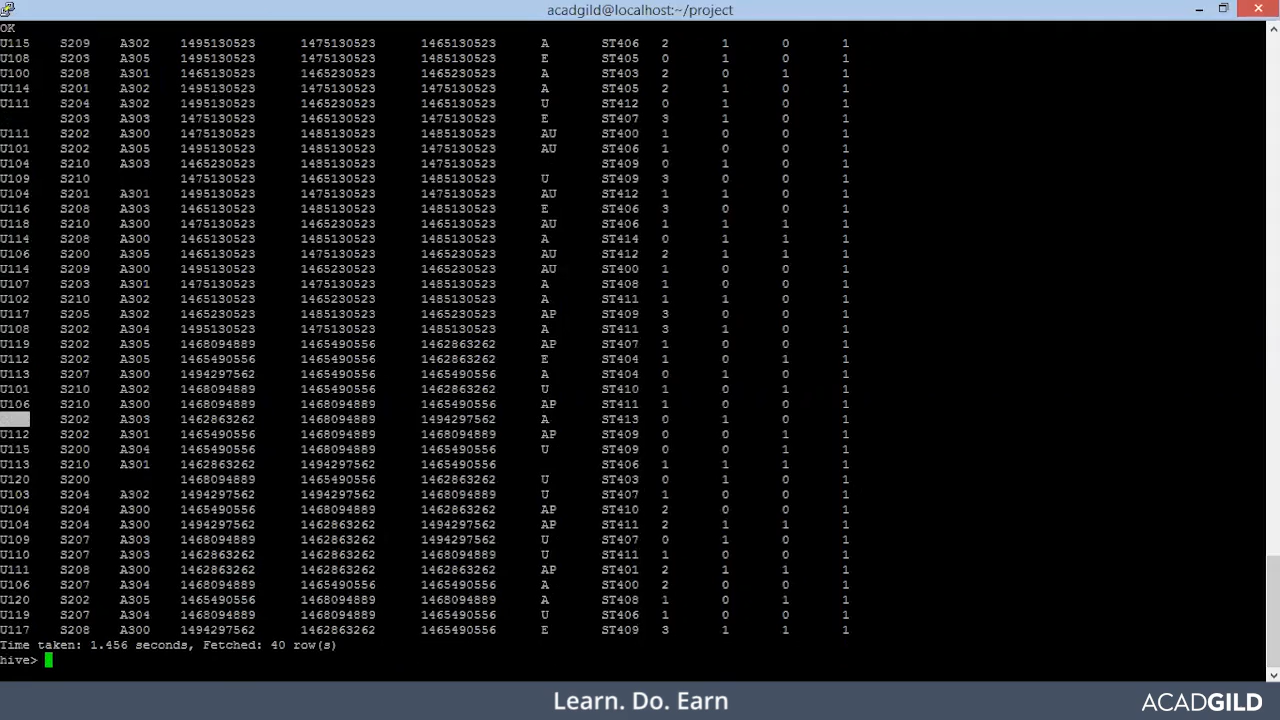 acadgild@localhost:~/project
OK
U115 S209 A302 1495130523 1475130523 1465130523 A ST406 2 1 0 1
U108 S203 A305 1465230523 1475130523 1485130523 E ST405 0 1 0 1
U100 S208 A301 1465230523 1475130523 1465230523 A ST403 2 0 1 1
U114 S201 A302 1495130523 1475130523 1465230523 A ST405 2 1 0 1
U111 S204 A302 1495130523 1465230523 1465130523 U ST412 0 1 0 1
S203 A303 1475130523 1465130523 1475130523 E ST407 3 1 0 1
U111 S202 A300 1475130523 1485130523 1485130523 AU ST400 1 0 0 1
U101 S202 A305 1465130523 1485130523 1475130523 AU ST406 1 0 0 1
U104 S210 A303 1465230523 1485130523 1475130523 ST409 0 1 0 1
U109 S210 1475130523 1465130523 1485130523 U ST409 3 0 0 1
U104 S201 A301 1495130523 1475130523 1475130523 AU ST412 1 1 0 1
U116 S208 A303 1465130523 1485130523 1485130523 E ST406 3 0 0 1
U118 S210 A300 1475130523 1465230523 1465130523 AU ST406 1 1 1 1
U114 S208 A300 1465130523 1485130523 1485130523 A ST414 0 1 1 1
U106 S200 A305 1465130523 1475130523 1465230523 AU ST412 2 1 1 1
U114 S209 A300 1495130523 1465230523 1465230523 AU ST400 1 0 0 1
U107 S203 A301 1475130523 1475130523 1485130523 A ST408 1 0 0 1
U102 S210 A302 1465130523 1465230523 1485130523 A ST411 1 1 0 1
U117 S205 A302 1465230523 1485130523 1465230523 AP ST409 3 0 0 1
U108 S202 A304 1495130523 1475130523 1485130523 A ST411 3 1 0 1
U119 S202 A305 1468094889 1465490556 1462863262 AP ST407 1 0 0 1
U112 S202 A305 1465490556 1465490556 1468094889 E ST404 1 0 1 1
U113 S207 A300 1494297562 1465490556 1465490556 A ST404 0 1 0 1
U101 S210 A302 1468094889 1465490556 1462863262 U ST410 1 0 1 1
U106 S210 A300 1468094889 1468094889 1465490556 AP ST411 1 0 0 1
S202 A303 1462863262 1468094889 1494297562 A ST413 0 1 0 1
U112 S202 A301 1465490556 1468094889 1468094889 AP ST409 0 0 1 1
U115 S200 A304 1465490556 1468094889 1465490556 U ST409 0 0 1 1
U113 S210 A301 1462863262 1494297562 1465490556 ST406 1 1 1 1
U120 S200 1468094889 1465490556 1462863262 U ST403 0 1 0 1
U103 S204 A302 1494297562 1494297562 1468094889 U ST407 1 0 0 1
U104 S204 A300 1465490556 1468094889 1462863262 AP ST410 2 0 0 1
U104 S204 A300 1494297562 1462863262 1494297562 AP ST411 2 1 1 1
U109 S207 A303 1465490556 1462863262 1494297562 U ST407 0 1 0 1
U110 S207 A303 1462863262 1462863262 1468094889 U ST411 1 0 0 1
U111 S208 A300 1462863262 1462863262 1462863262 AP ST401 2 1 1 1
U106 S207 A304 1468094889 1465490556 1462863262 A ST400 2 0 0 1
U120 S202 A305 1465490556 1468094889 1468094889 A ST408 1 0 1 1
U119 S207 A304 1468094889 1468094889 1465490556 U ST406 1 0 0 1
U117 S208 A300 1494297562 1462863262 1465490556 E ST409 3 1 1 1
Time taken: 1.456 seconds, Fetched: 40 row(s)
hive>
Learn. Do. Earn
ACADGILD